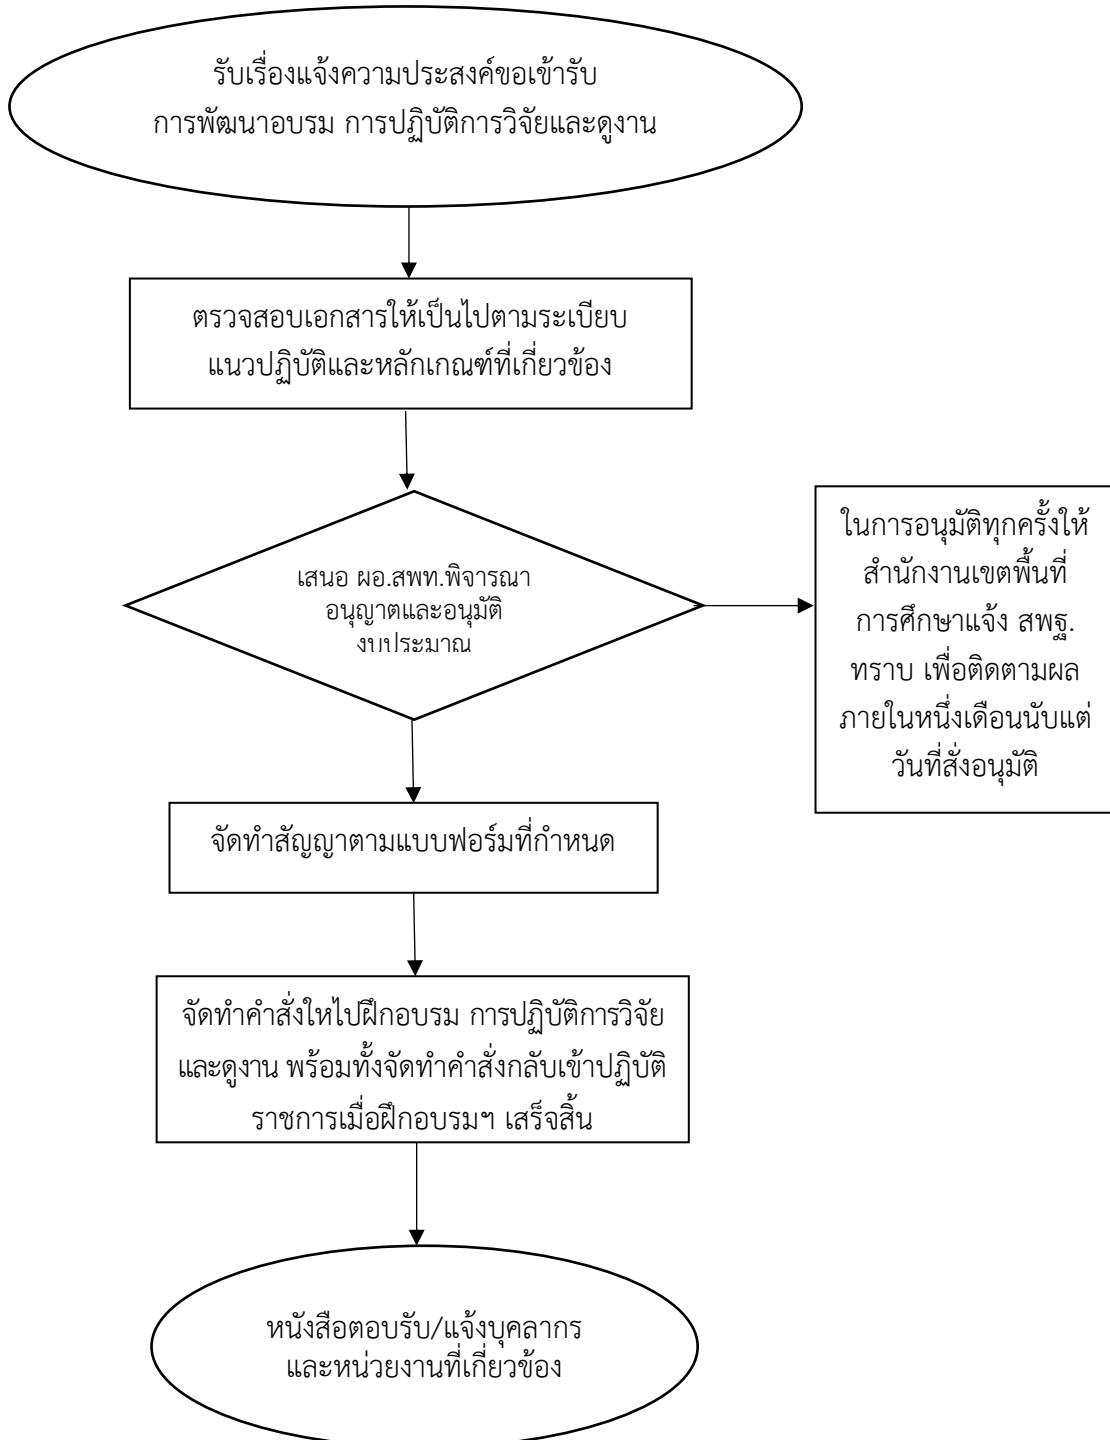 รับเรื่องแจ้งความประสงค์ขอเข้ารับ
การพัฒนาอบรม การปฏิบัติการวิจัยและดูงาน
ตรวจสอบเอกสารให้เป็นไปตามระเบียบ
แนวปฏิบัติและหลักเกณฑ์ที่เกี่ยวข้อง
เสนอ ผอ.สพท.พิจารณา
อนุญาตและอนุมัติ
งบประมาณ
ในการอนุมัติทุกครั้งให้
สำนักงานเขตพื้นที่
การศึกษาแจ้ง สพฐ.
ทราบ เพื่อติดตามผล
ภายในหนึ่งเดือนนับแต่
วันที่สั่งอนุมัติ
จัดทำสัญญาตามแบบฟอร์มที่กำหนด
จัดทำคำสั่งใหไปฝึกอบรม การปฏิบัติการวิจัย
และดูงาน พร้อมทั้งจัดทำคำสั่งกลับเข้าปฏิบัติ
ราชการเมื่อฝึกอบรมฯ เสร็จสิ้น
หนังสือตอบรับ/แจ้งบุคลากร
และหน่วยงานที่เกี่ยวข้อง